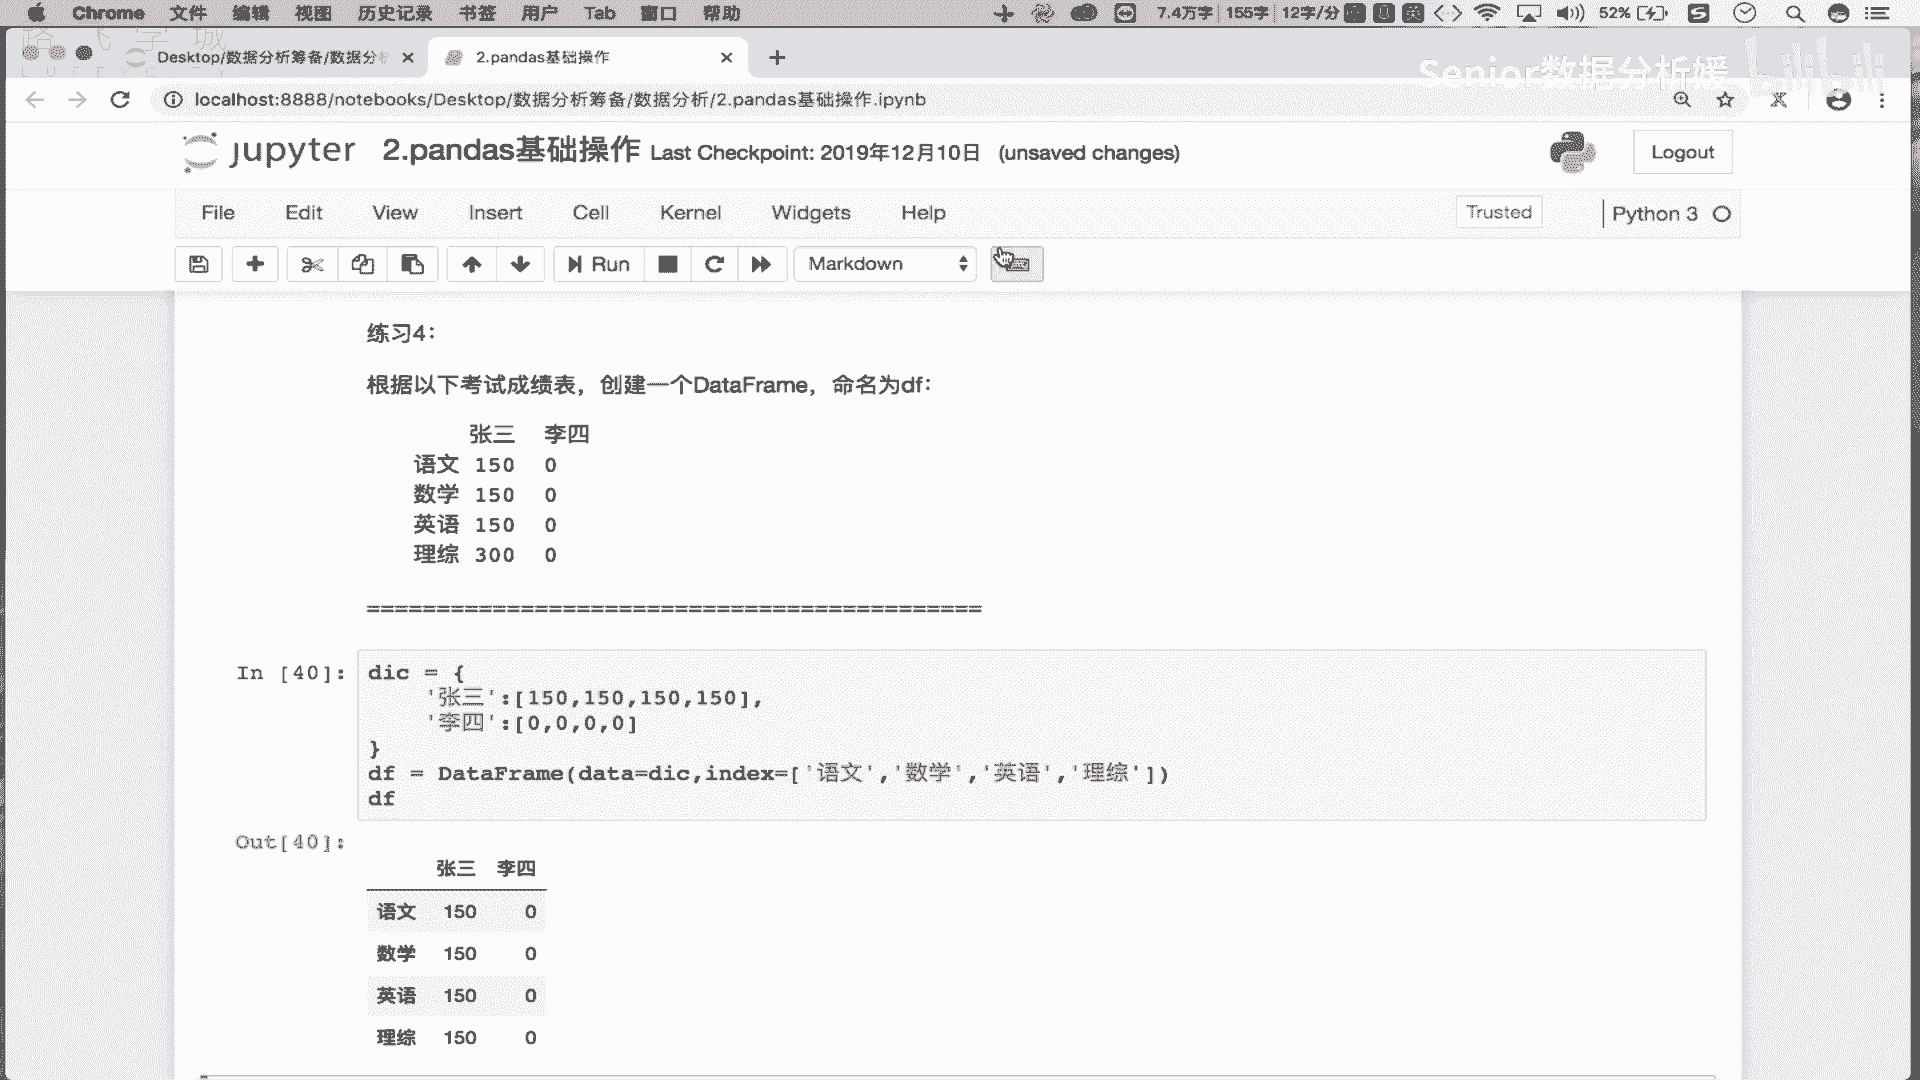 Chrome 文件 编辑 视图 历史记录 书签 用户 Tab 窗口 帮助 7.4万字 155字 12字/分 英 52%
Desktop/数据分析筹备/数据分析
2.pandas基础操作
Senior数据分析媛 bilibili
localhost:8888/notebooks/Desktop/数据分析筹备/数据分析/2.pandas基础操作.ipynb
jupyter 2.pandas基础操作 Last Checkpoint: 2019年12月10日 (unsaved changes)
Logout
File Edit View Insert Cell Kernel Widgets Help Trusted Python 3
Run Markdown
练习4：
根据以下考试成绩表，创建一个DataFrame，命名为df：
张三 李四
语文 150 0
数学 150 0
英语 150 0
理综 300 0
============================================
In [40]: dic = {
'张三':[150,150,150,150],
'李四':[0,0,0,0]
}
df = DataFrame(data=dic,index=['语文','数学','英语','理综'])
df
Out[40]:
张三 李四
语文 150 0
数学 150 0
英语 150 0
理综 150 0